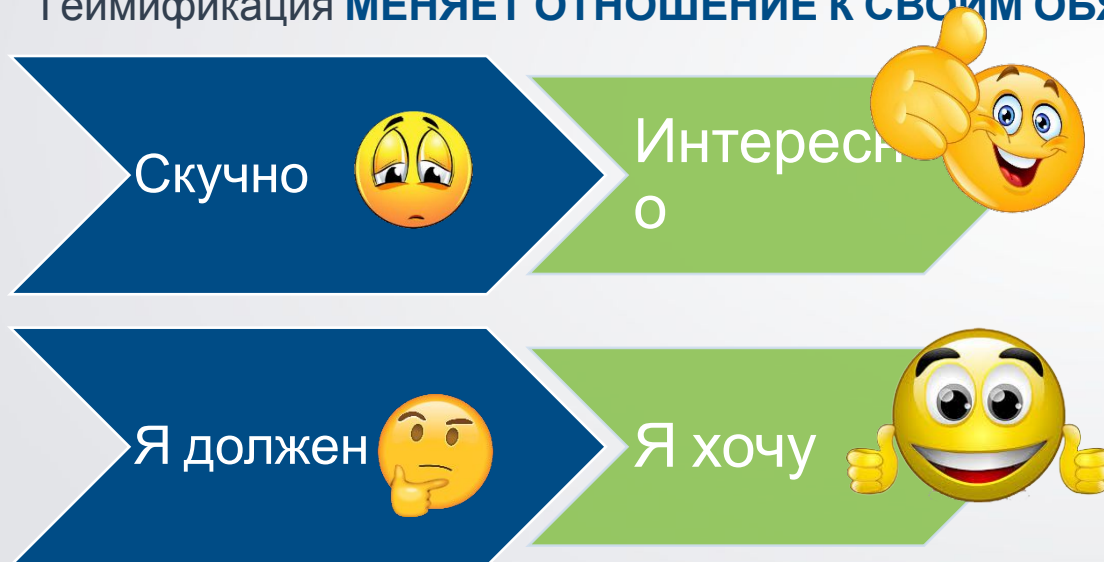 Геймификация МЕНЯЕТ ОТНОШЕНИЕ К СВОИМ
Скучно
Интересн
о
Я должен
Я хочу